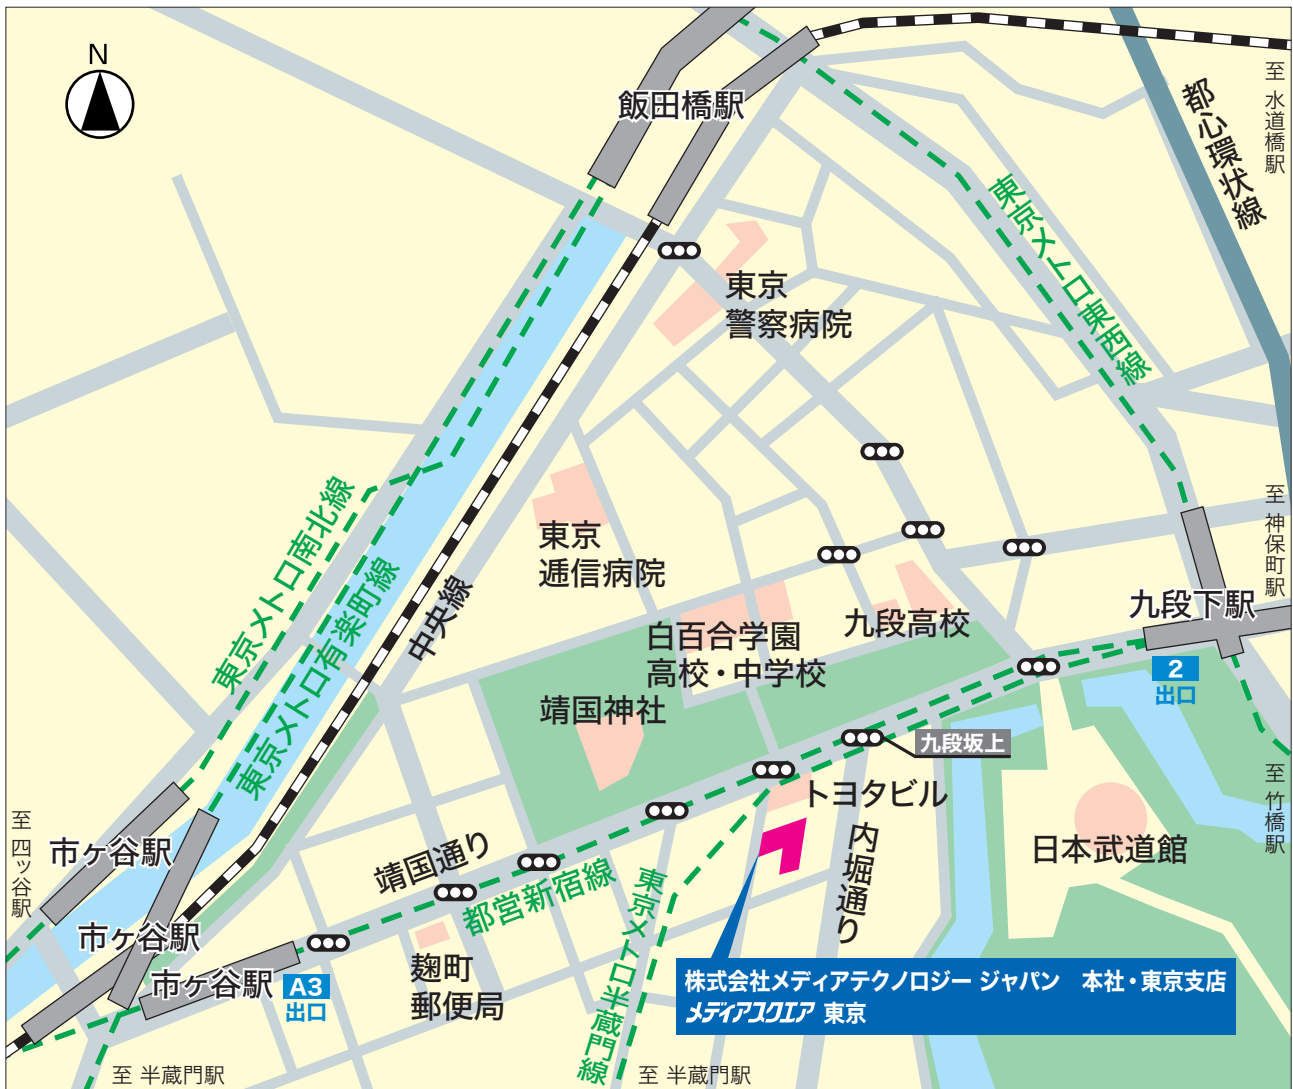 N
飯田橋駅
至 水道橋駅
都心環状線
東京メトロ東西線
東京
警察病院
東京メトロ南北線
東京メトロ有楽町線
中央線
東京
逓信病院
至 神保町駅
九段下駅
2
出口
白百合学園
高校・中学校
九段高校
靖国神社
九段坂上
トヨタビル
内堀通り
日本武道館
至 竹橋駅
至 四ッ谷駅
市ヶ谷駅
市ヶ谷駅
市ヶ谷駅
A3
出口
靖国通り
都営新宿線
東京メトロ半蔵門線
麹町
郵便局
株式会社メディアテクノロジー ジャパン 本社・東京支店
メディアスクエア 東京
至 半蔵門駅
至 半蔵門駅